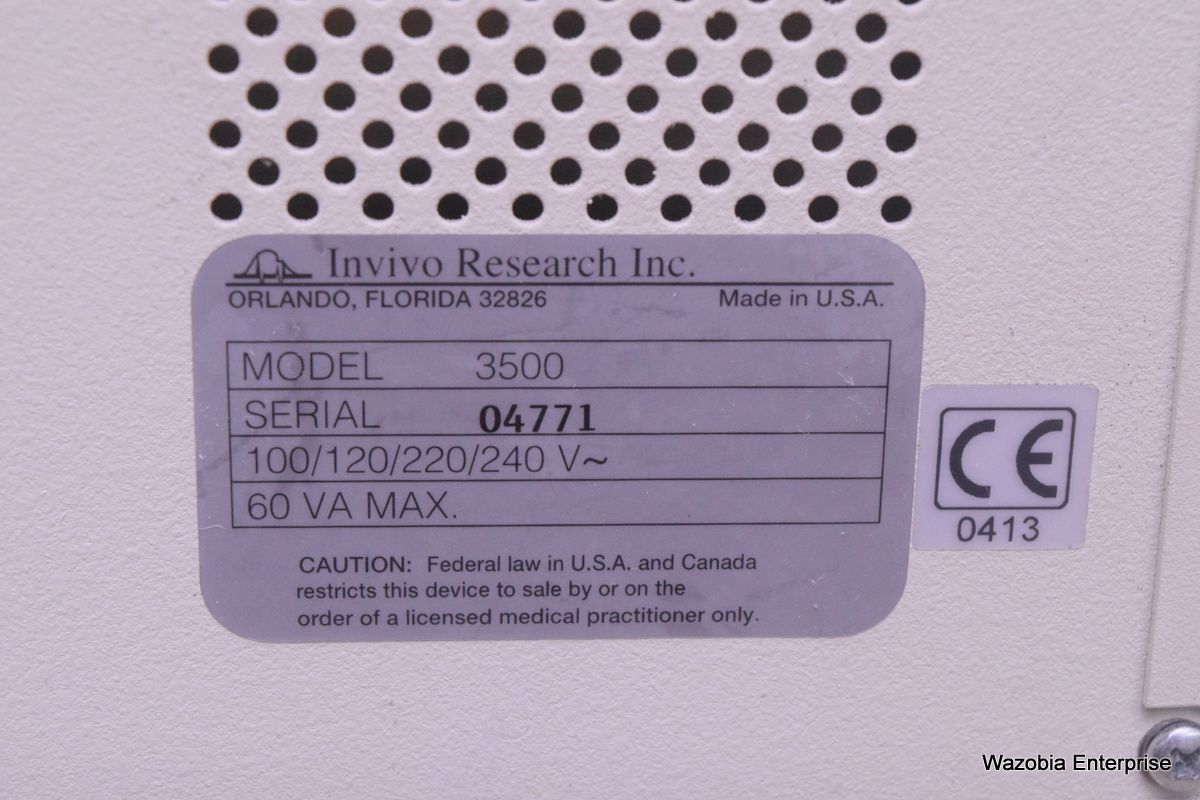 Invivo Research Inc.
ORLANDO, FLORIDA 32826 Made in U.S.A.
MODEL 3500
SERIAL 04771
100/120/220/240 V~
60 VA MAX.
CAUTION: Federal law in U.S.A. and Canada
restricts this device to sale by or on the
order of a licensed medical practitioner only.
CE
0413
Wazobia Enterprise